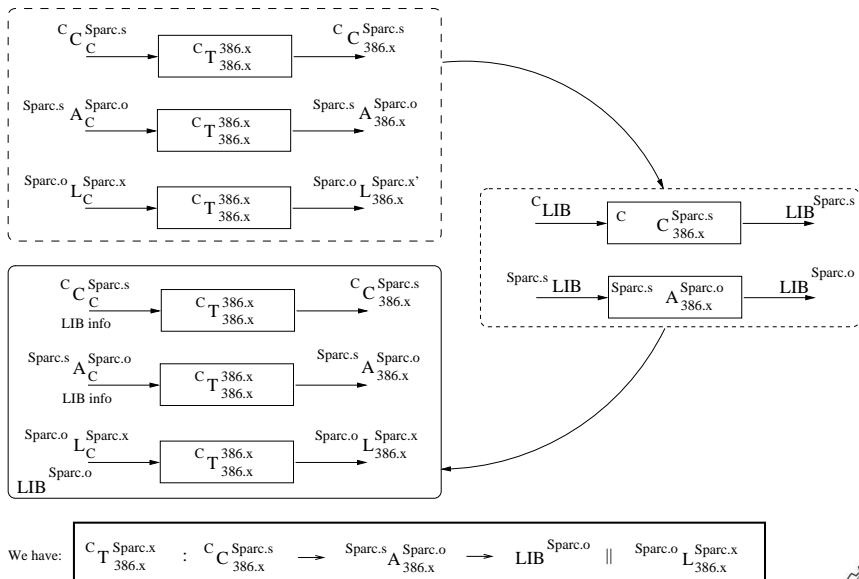 C C Sparc.s C
C T 386.x 386.x
C C Sparc.s 386.x
Sparc.s A Sparc.o C
C T 386.x 386.x
Sparc.s A Sparc.o 386.x
Sparc.o L Sparc.x C
C T 386.x 386.x
Sparc.o L Sparc.x' 386.x
C LIB
C C Sparc.s 386.x
LIB Sparc.s
Sparc.s LIB
Sparc.s A Sparc.o 386.x
LIB Sparc.o
C C Sparc.s C
LIB info
C T 386.x 386.x
C C Sparc.s 386.x
Sparc.s A Sparc.o C
LIB info
C T 386.x 386.x
Sparc.s A Sparc.o 386.x
Sparc.o L Sparc.x C
C T 386.x 386.x
Sparc.o L Sparc.x 386.x
LIB Sparc.o
We have: C T Sparc.x 386.x : C C Sparc.s 386.x → Sparc.s A Sparc.o 386.x → LIB Sparc.o || Sparc.o L Sparc.x 386.x